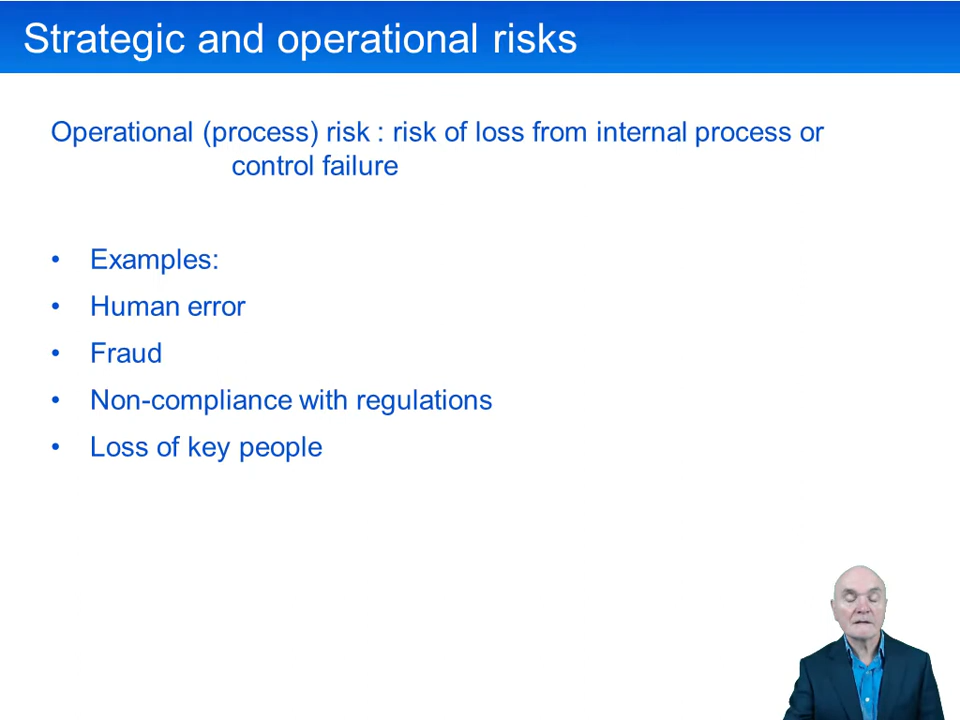 Strategic and operational risks
Operational (process) risk : risk of loss from internal process or
control failure
• Examples:
• Human error
• Fraud
• Non-compliance with regulations
• Loss of key people